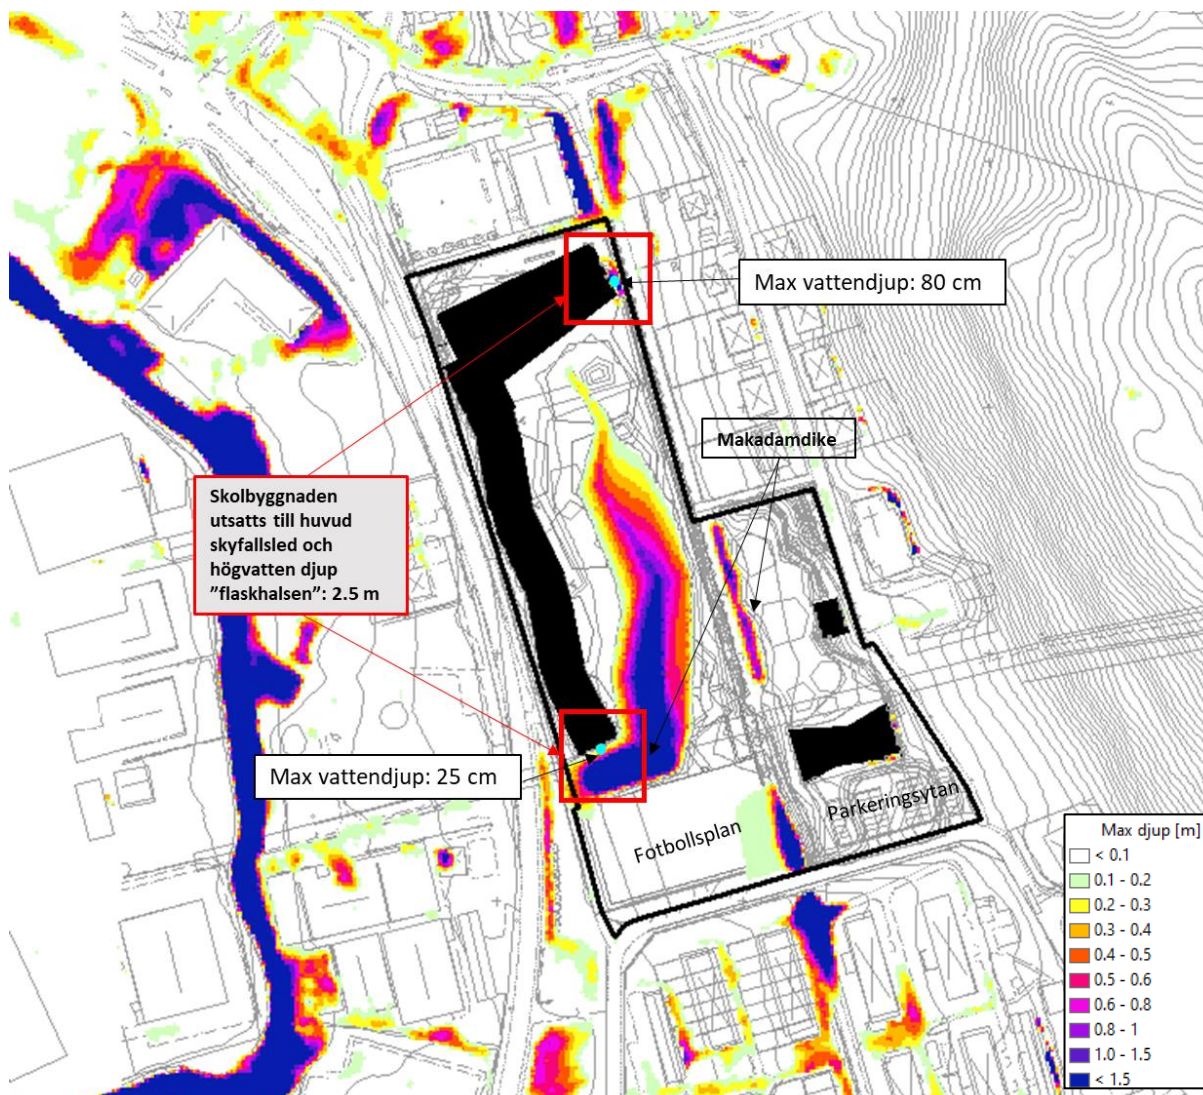 Max vattendjup: 80 cm
Makadamdike
Skolbyggnaden
utsatts till huvud
skyfallsled och
högvatten djup
”flaskhalsen”: 2.5 m
Max vattendjup: 25 cm
Fotbollsplan
Parkeringsytan
Max djup [m]
< 0.1
0.1 - 0.2
0.2 - 0.3
0.3 - 0.4
0.4 - 0.5
0.5 - 0.6
0.6 - 0.8
0.8 - 1
1.0 - 1.5
< 1.5